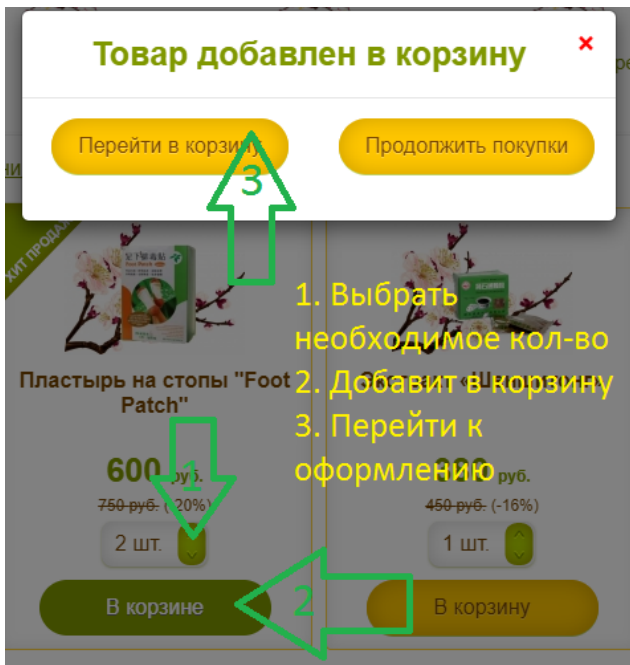 Товар добавлен в корзину ×
Перейти в корзину
Продолжить покупки
3
ХИТ ПРОДАЖ
Foot Patch
1. Выбрать
необходимое кол-во
2. Добавит в корзину
3. Перейти к
оформлению
Пластырь на стопы "Foot
Patch"
600 руб.
750 руб. (-20%)
1
2 шт.
В корзине
2
руб.
450 руб. (-16%)
1 шт.
В корзину